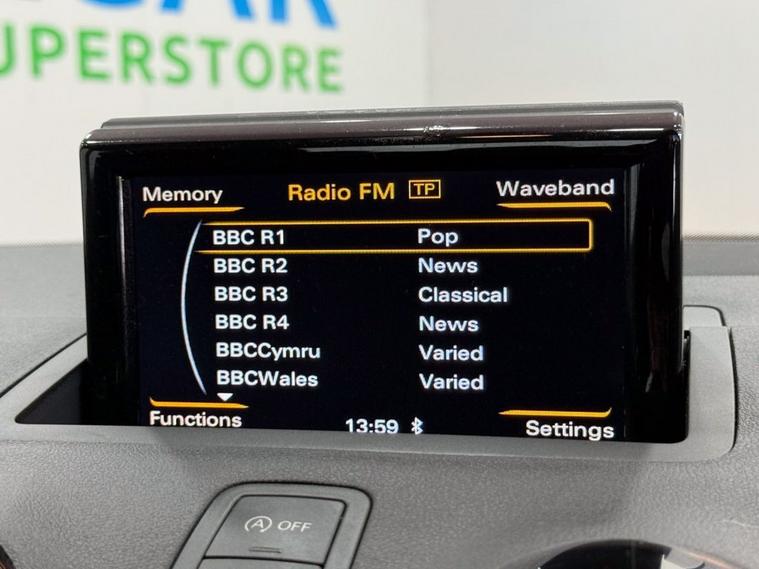 CAR
UPERSTORE
Memory Radio FM TP Waveband
BBC R1 Pop
BBC R2 News
BBC R3 Classical
BBC R4 News
BBCCymru Varied
BBCWales Varied
Functions 13:59 Settings
A OFF